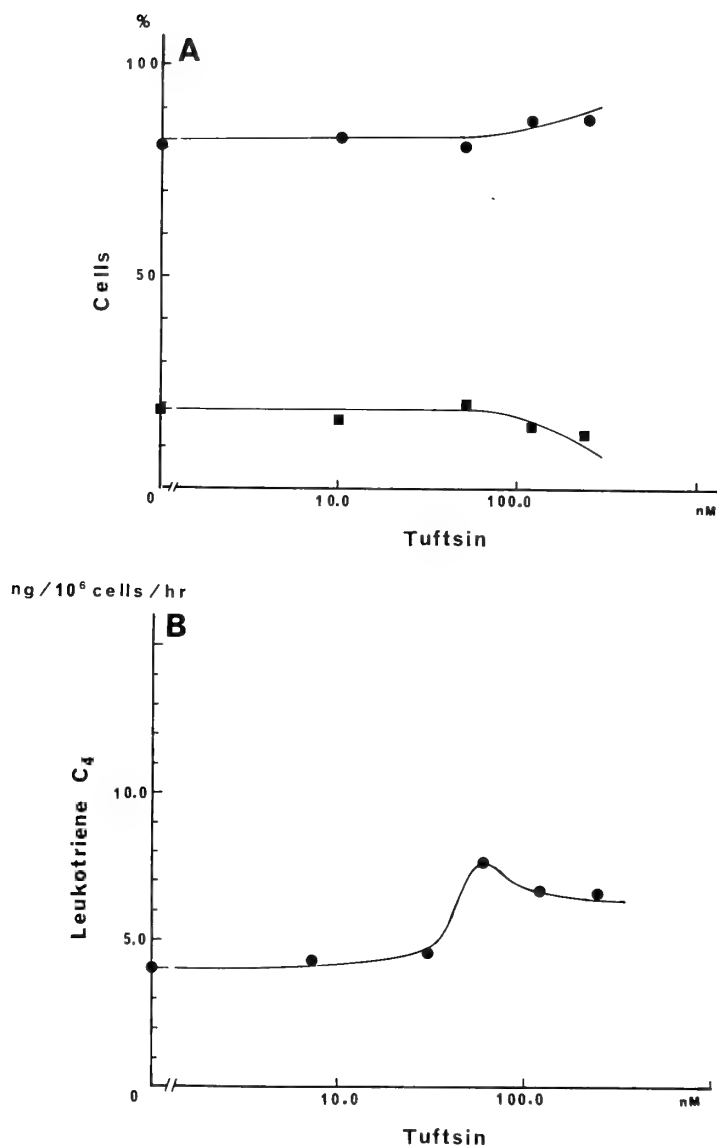 %
A
100
50
Cells
0
10.0
100.0
nM
Tuftsin
ng/10⁶ cells/hr
B
10.0
5.0
Leukotriene C₄
0
10.0
100.0
nM
Tuftsin